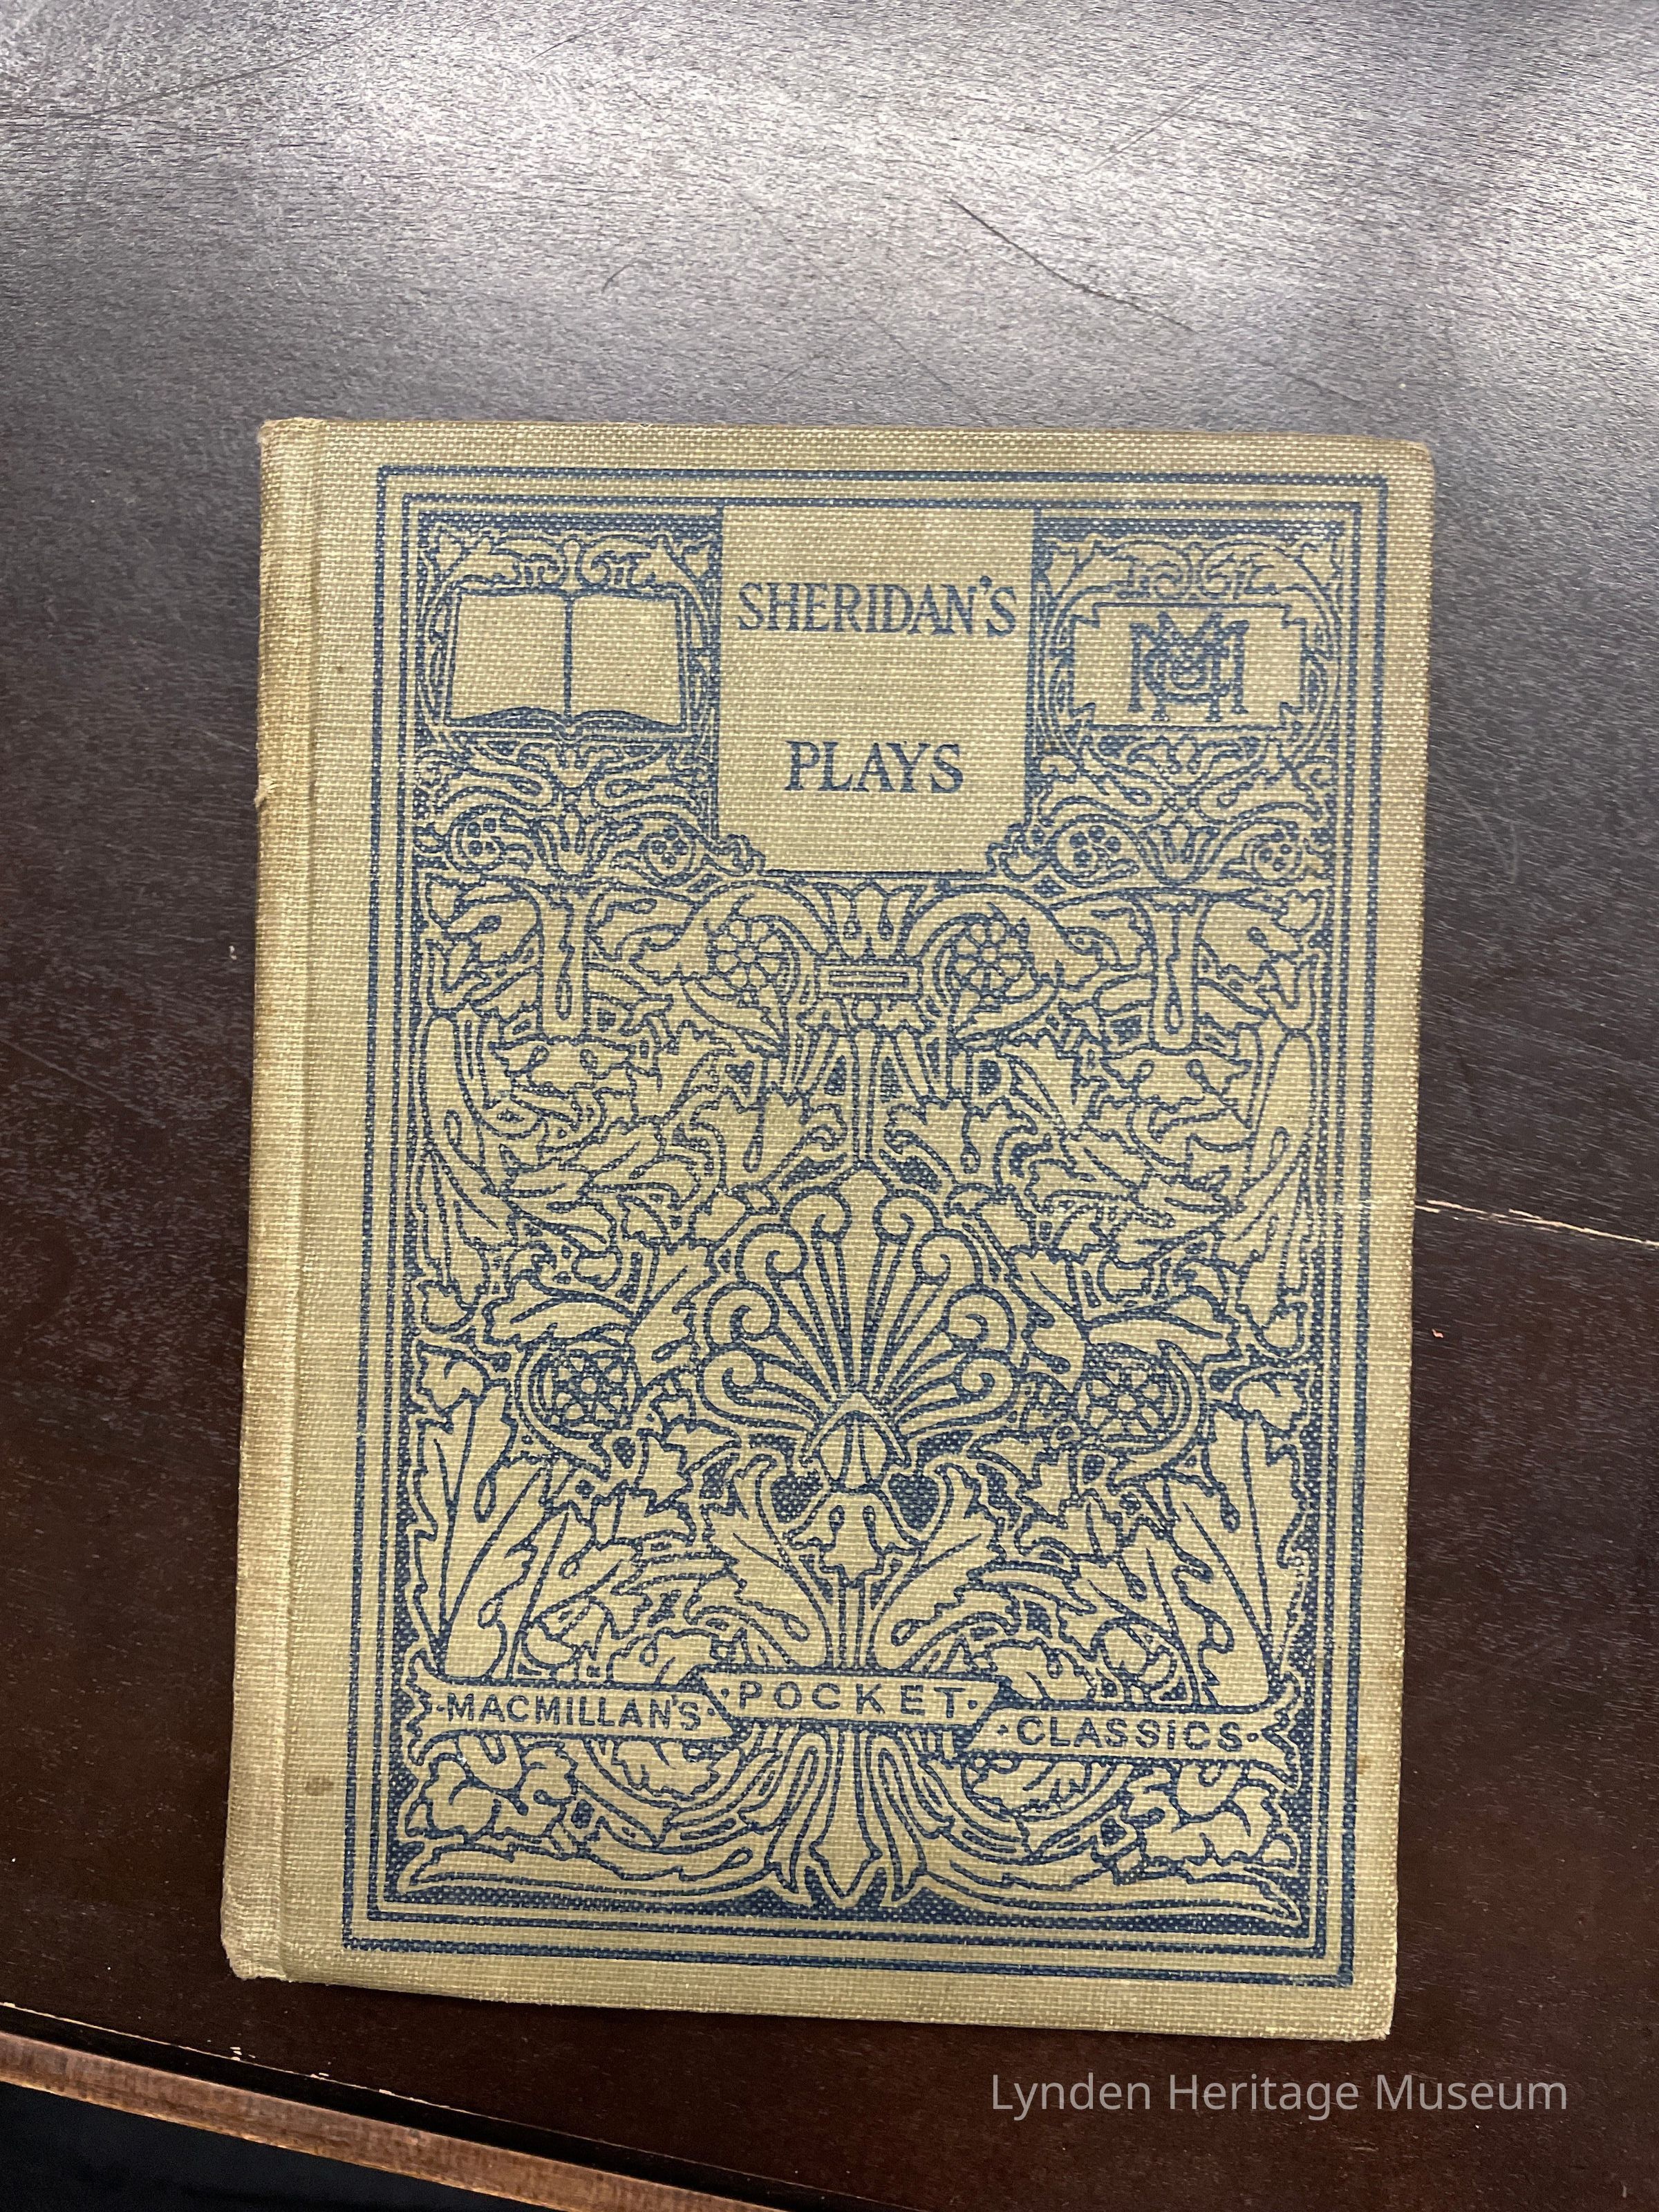 SHERIDAN'S
PLAYS
·MACMILLAN'S·
·POCKET·
·CLASSICS·
Lynden Heritage Museum